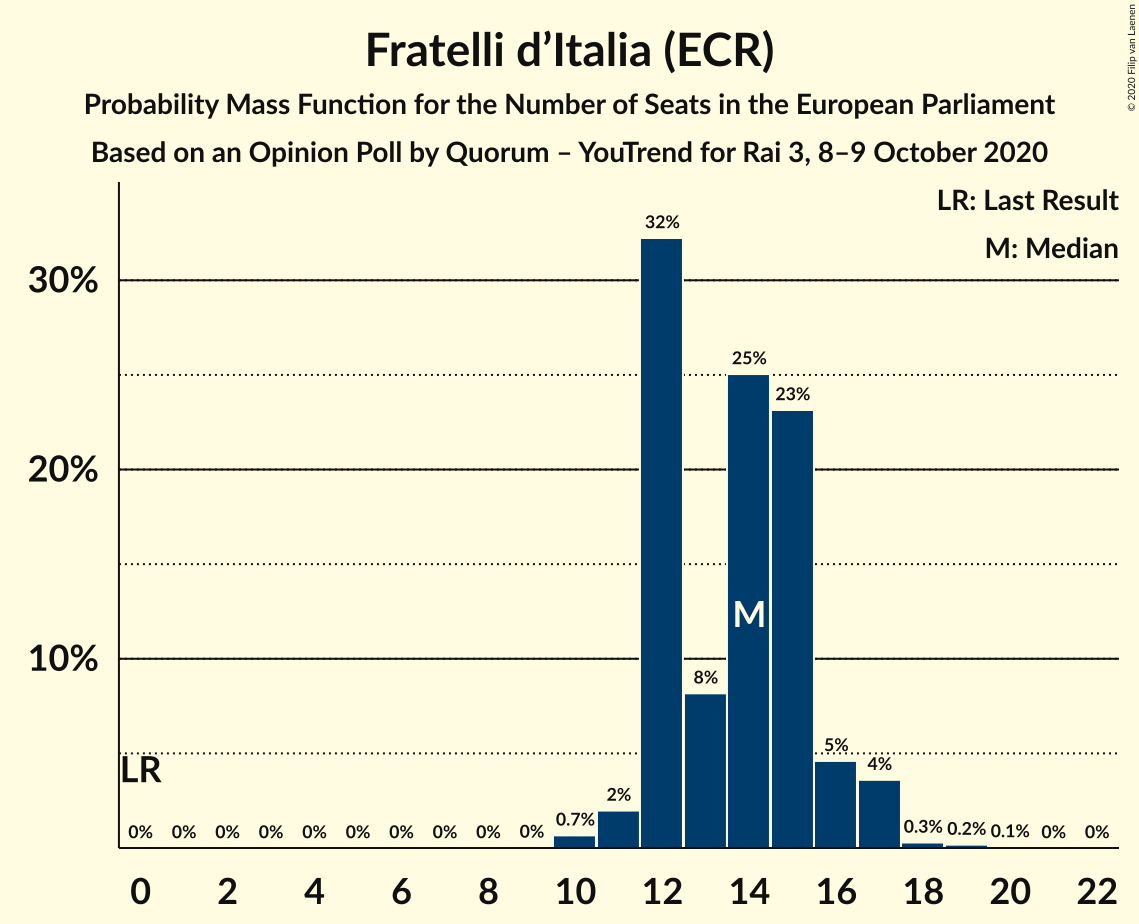 Fratelli d’Italia (ECR)
Probability Mass Function for the Number of Seats in the European Parliament
Based on an Opinion Poll by Quorum – YouTrend for Rai 3, 8–9 October 2020
© 2020 Filip van Laenen
LR: Last Result
M: Median
30%
20%
10%
32%
25%
23%
8%
5%
4%
2%
0.7%
0.3%
0.2%
0.1%
M
LR
0% 0% 0% 0% 0% 0% 0% 0% 0% 0%
0% 0%
0 2 4 6 8 10 12 14 16 18 20 22